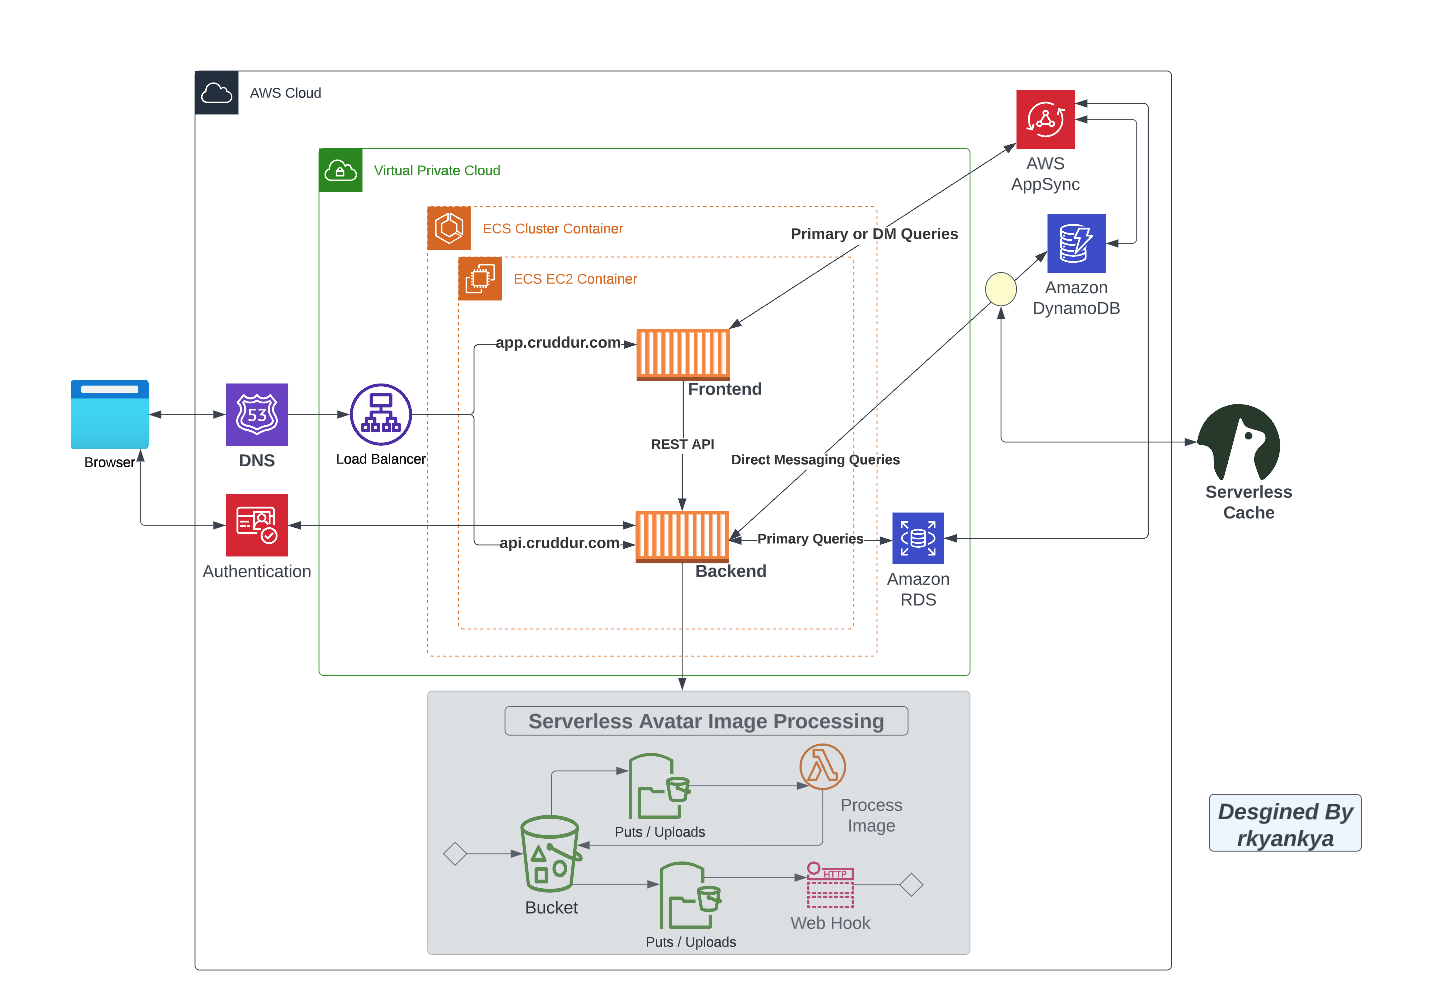 AWS Cloud
AWS
AppSync
Virtual Private Cloud
ECS Cluster Container
Primary or DM Queries
ECS EC2 Container
Amazon
DynamoDB
app.cruddur.com
Frontend
53
REST API
Browser
DNS
Load Balancer
Direct Messaging Queries
Serverless
Cache
Primary Queries
api.cruddur.com
Authentication
Backend
Amazon
RDS
Serverless Avatar Image Processing
Process
Image
Puts / Uploads
Desgined By
rkyankya
HTTP
Bucket
Web Hook
Puts / Uploads